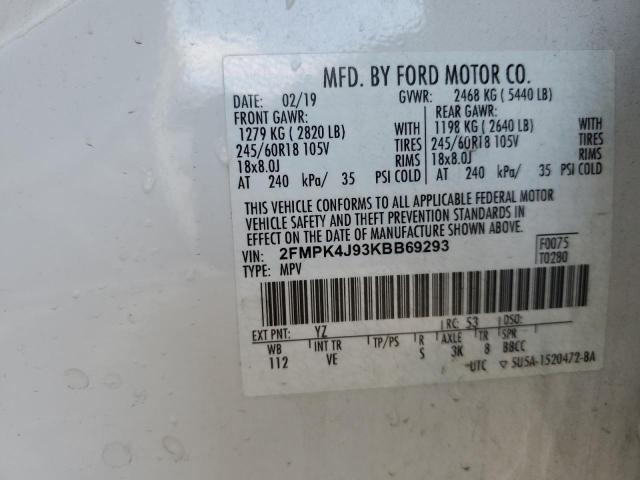 MFD. BY FORD MOTOR CO.
DATE: 02/19 GVWR: 2468 KG ( 5440 LB)
FRONT GAWR: REAR GAWR:
1279 KG ( 2820 LB) WITH 1198 KG ( 2640 LB) WITH
245/60R18 105V TIRES 245/60R18 105V TIRES
18x8.0J RIMS 18x8.0J RIMS
AT 240 kPa/ 35 PSI COLD AT 240 kPa/ 35 PSI COLD
THIS VEHICLE CONFORMS TO ALL APPLICABLE FEDERAL MOTOR
VEHICLE SAFETY AND THEFT PREVENTION STANDARDS IN
EFFECT ON THE DATE OF MANUFACTURE SHOWN ABOVE.
VIN: 2FMPK4J93KBB69293 F0075
TYPE: MPV T0280
EXT PNT: YZ RC: 53 DSO:
WB INT TR TP/PS R AXLE TR SPR
112 VE S 3K 8 BBCC
UTC ▽ SU5A-1520472-BA